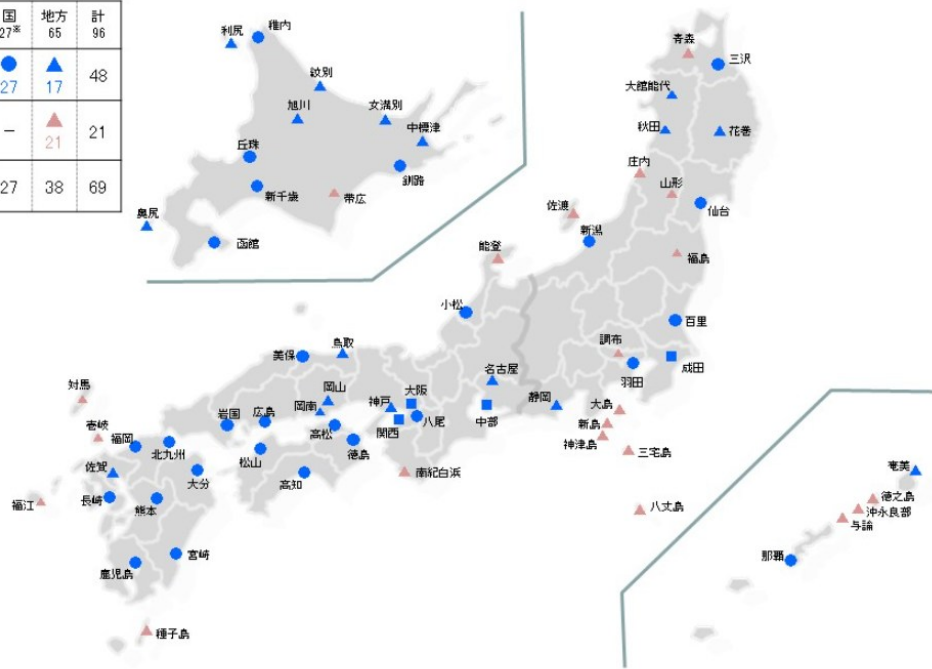 国 地方 計
27※ 65 96
27 17 48
－ 21 21
27 38 69
利尻
稚内
紋別
旭川
女満別
中標津
丘珠
釧路
新千歳
帯広
奥尻
函館
青森
三沢
大館能代
秋田
花巻
庄内
山形
佐渡
仙台
新潟
能登
福島
小松
百里
調布
成田
羽田
美保
鳥取
名古屋
対馬
岡山
大阪
静岡
岩国
広島
岡南
神戸
八尾
中部
大島
壱岐
福岡
高松
関西
新島
北九州
松山
徳島
神津島
三宅島
佐賀
大分
高知
南紀白浜
福江
長崎
熊本
八丈島
宮崎
鹿児島
種子島
奄美
徳之島
沖永良部
与論
那覇